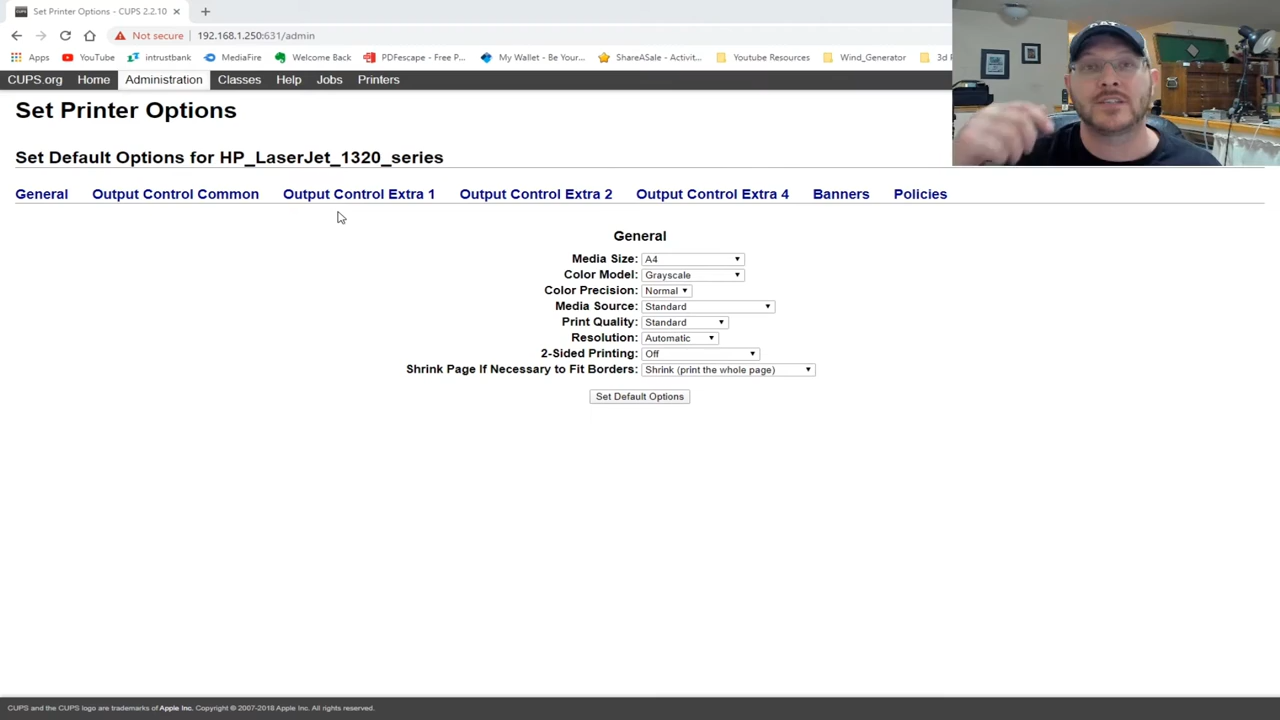 CUPS Set Printer Options - CUPS 2.2.10 ×
Not secure 192.168.1.250:631/admin
Apps YouTube intrustbank MediaFire Welcome Back PDFescape - Free P... My Wallet - Be Your... ShareASale - Activit... Youtube Resources Wind_Generator 3d
CUPS.org Home Administration Classes Help Jobs Printers
Set Printer Options
Set Default Options for HP_LaserJet_1320_series
General Output Control Common Output Control Extra 1 Output Control Extra 2 Output Control Extra 4 Banners Policies
General
Media Size: A4
Color Model: Grayscale
Color Precision: Normal
Media Source: Standard
Print Quality: Standard
Resolution: Automatic
2-Sided Printing: Off
Shrink Page If Necessary to Fit Borders: Shrink (print the whole page)
Set Default Options
CUPS and the CUPS logo are trademarks of Apple Inc. Copyright © 2007-2018 Apple Inc. All rights reserved.